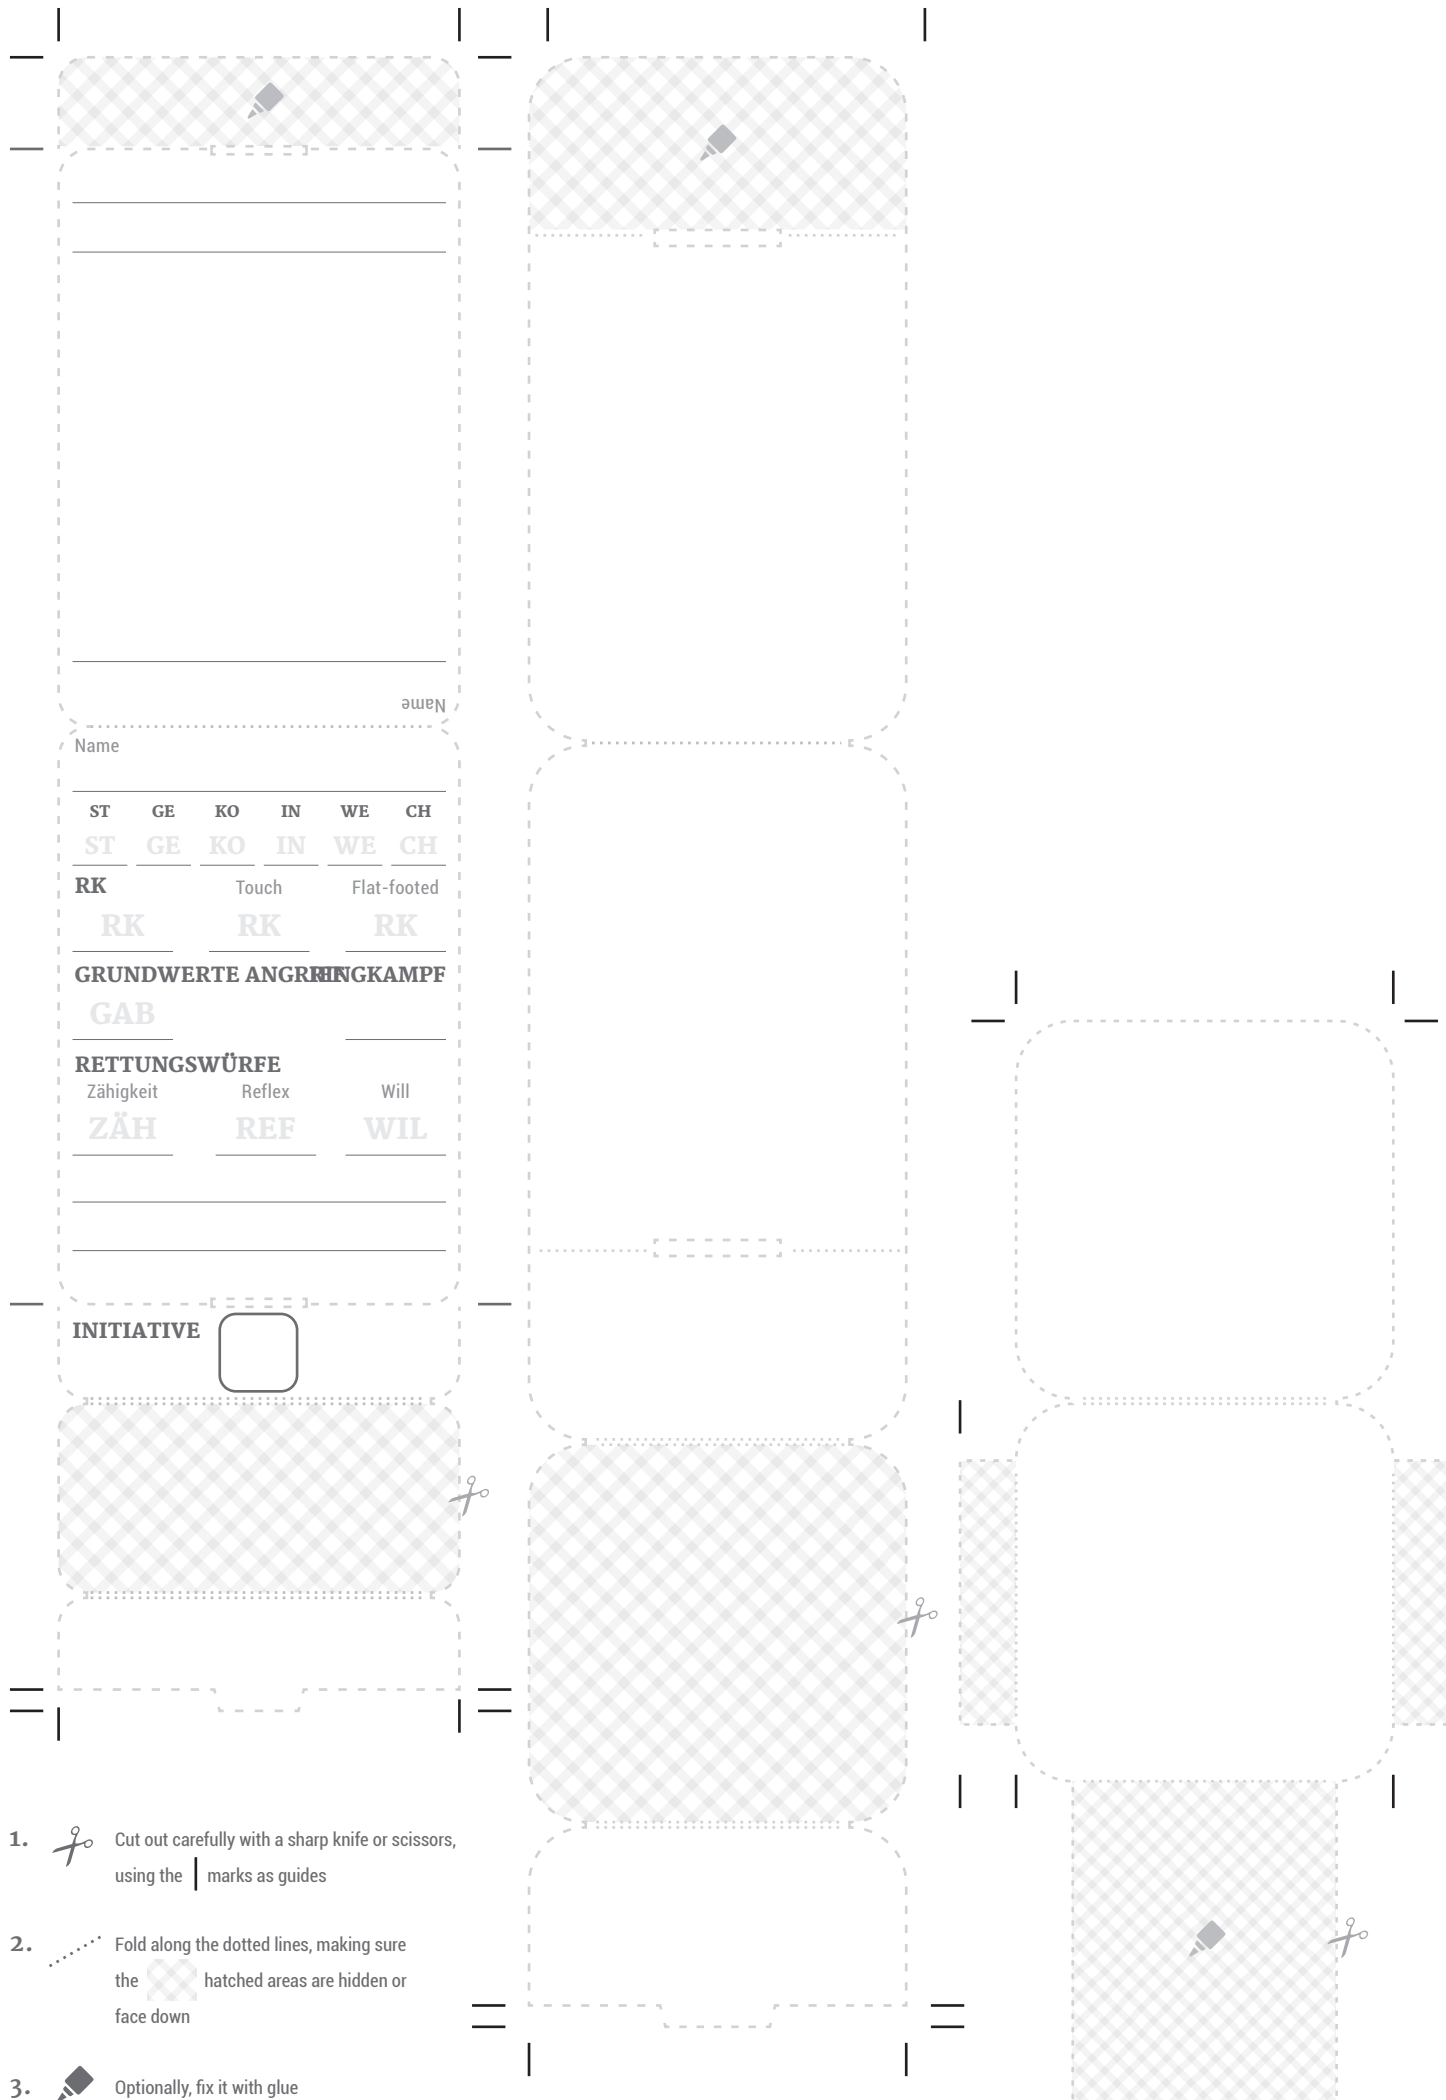 Name
Name
ST GE KO IN WE CH
ST GE KO IN WE CH
RK Touch Flat-footed
RK RK RK
GRUNDWERTE ANGRIFF RINGKAMPF
GAB
RETTUNGSWÜRFE
Zähigkeit Reflex Will
ZÄH REF WIL
INITIATIVE
1. Cut out carefully with a sharp knife or scissors,
using the marks as guides
2. Fold along the dotted lines, making sure
the hatched areas are hidden or
face down
3. Optionally, fix it with glue